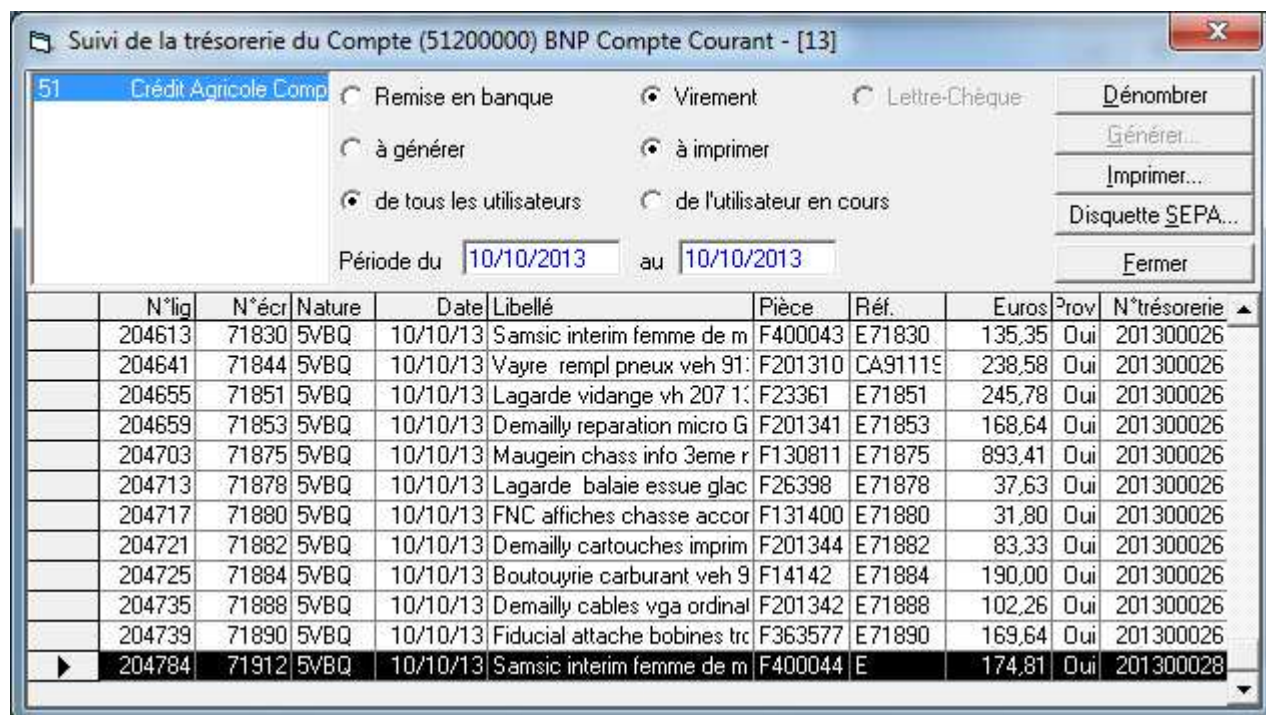 Suivi de la trésorerie du Compte (51200000) BNP Compte Courant - [13]
51 Crédit Agricole Comp
Remise en banque Virement Lettre-Chèque Dénombrer
à générer à imprimer Générer...
Imprimer...
de tous les utilisateurs de l'utilisateur en cours
Disquette SEPA...
Période du 10/10/2013 au 10/10/2013 Fermer
N°lig N°écr Nature Date Libellé Pièce Réf. Euros Prov N°trésorerie
204613 71830 5VBQ 10/10/13 Samsic interim femme de m F400043 E71830 135,35 Oui 201300026
204641 71844 5VBQ 10/10/13 Vayre rempl pneux veh 91 F201310 CA9111 238,58 Oui 201300026
204655 71851 5VBQ 10/10/13 Lagarde vidange vh 207 1 F23361 E71851 245,78 Oui 201300026
204659 71853 5VBQ 10/10/13 Demailly reparation micro G F201341 E71853 168,64 Oui 201300026
204703 71875 5VBQ 10/10/13 Maugein chass info 3eme r F130811 E71875 893,41 Oui 201300026
204713 71878 5VBQ 10/10/13 Lagarde balaie essue glac F26398 E71878 37,63 Oui 201300026
204717 71880 5VBQ 10/10/13 FNC affiches chasse accor F131400 E71880 31,80 Oui 201300026
204721 71882 5VBQ 10/10/13 Demailly cartouches imprim F201344 E71882 83,33 Oui 201300026
204725 71884 5VBQ 10/10/13 Boutouyrie carburant veh 9 F14142 E71884 190,00 Oui 201300026
204735 71888 5VBQ 10/10/13 Demailly cables vga ordinat F201342 E71888 102,26 Oui 201300026
204739 71890 5VBQ 10/10/13 Fiducial attache bobines tro F363577 E71890 169,64 Oui 201300026
204784 71912 5VBQ 10/10/13 Samsic interim femme de m F400044 E 174,81 Oui 201300028